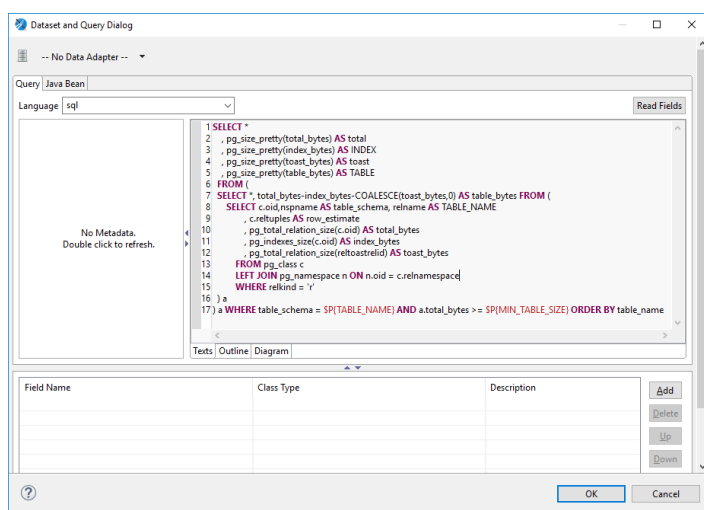 Dataset and Query Dialog
-- No Data Adapter --
Query Java Bean
Language sql Read Fields
No Metadata.
Double click to refresh.
1 SELECT *
2 , pg_size_pretty(total_bytes) AS total
3 , pg_size_pretty(index_bytes) AS INDEX
4 , pg_size_pretty(toast_bytes) AS toast
5 , pg_size_pretty(table_bytes) AS TABLE
6 FROM (
7 SELECT *, total_bytes-index_bytes-COALESCE(toast_bytes,0) AS table_bytes FROM (
8 SELECT c.oid,nspname AS table_schema, relname AS TABLE_NAME
9 , c.reltuples AS row_estimate
10 , pg_total_relation_size(c.oid) AS total_bytes
11 , pg_indexes_size(c.oid) AS index_bytes
12 , pg_total_relation_size(reltoastrelid) AS toast_bytes
13 FROM pg_class c
14 LEFT JOIN pg_namespace n ON n.oid = c.relnamespace
15 WHERE relkind = 'r'
16 ) a
17 ) a WHERE table_schema = $P{TABLE_NAME} AND a.total_bytes >= $P{MIN_TABLE_SIZE} ORDER BY table_name
Texts Outline Diagram
Field Name Class Type Description
Add
Delete
Up
Down
OK Cancel